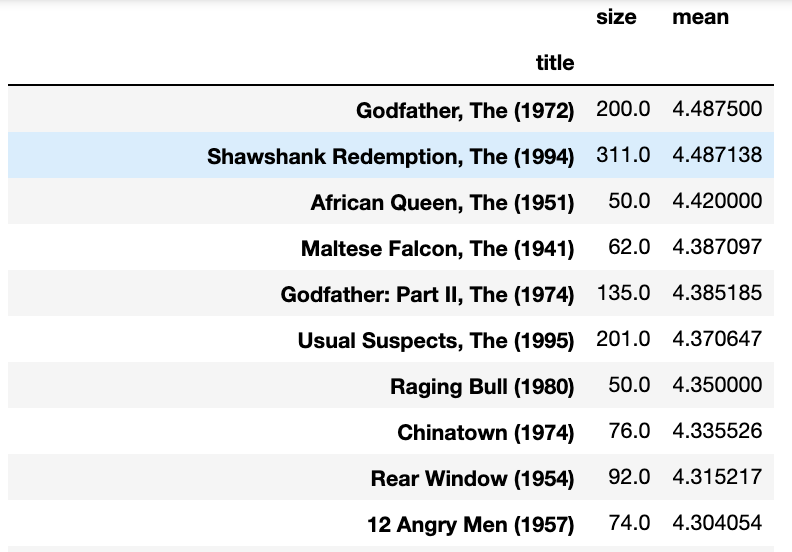 size mean
title
Godfather, The (1972) 200.0 4.487500
Shawshank Redemption, The (1994) 311.0 4.487138
African Queen, The (1951) 50.0 4.420000
Maltese Falcon, The (1941) 62.0 4.387097
Godfather: Part II, The (1974) 135.0 4.385185
Usual Suspects, The (1995) 201.0 4.370647
Raging Bull (1980) 50.0 4.350000
Chinatown (1974) 76.0 4.335526
Rear Window (1954) 92.0 4.315217
12 Angry Men (1957) 74.0 4.304054